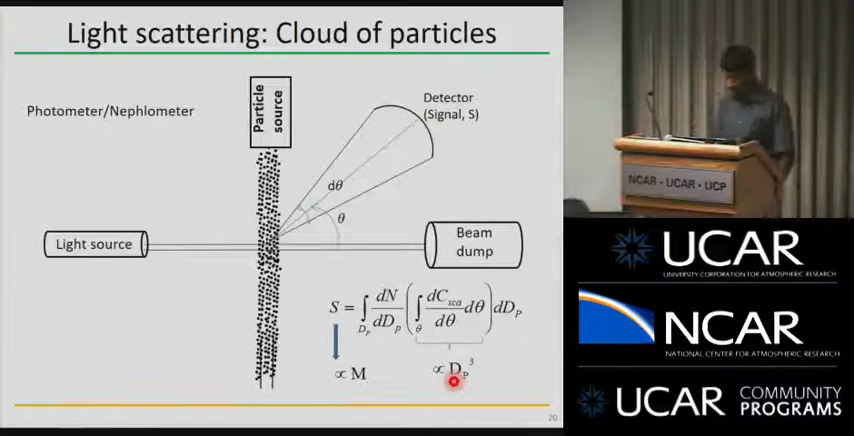 Light scattering: Cloud of particles
Photometer/Nephlometer
Particle
source
Detector
(Signal, S)
dθ
θ
Light source
Beam
dump
S = ∫_{D_p} dN/dD_p ( ∫_θ dC_sca/dθ dθ ) dD_P
∝ M
∝ D_P^3
20
NCAR - UCAR - UCP
UCAR
UNIVERSITY CORPORATION FOR ATMOSPHERIC RESEARCH
NCAR
NATIONAL CENTER FOR ATMOSPHERIC RESEARCH
UCAR
COMMUNITY
PROGRAMS